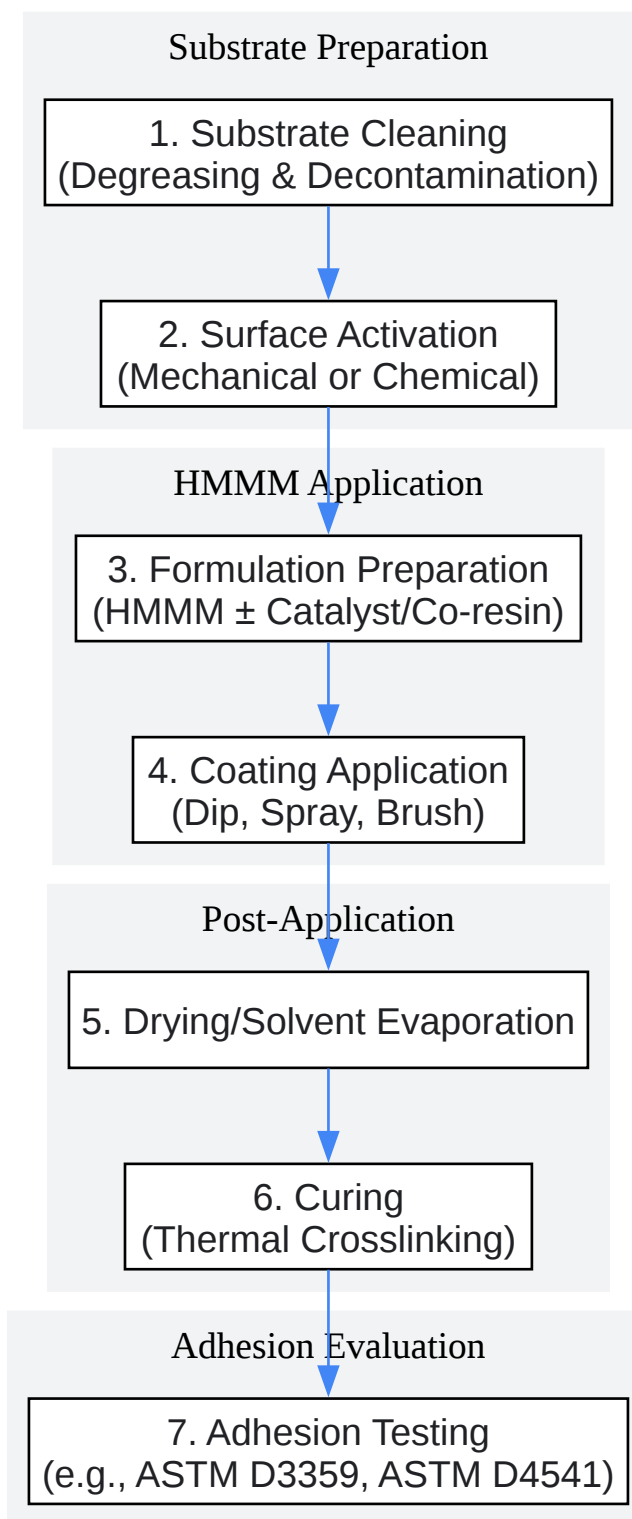 Substrate Preparation
1. Substrate Cleaning
(Degreasing & Decontamination)
2. Surface Activation
(Mechanical or Chemical)
HMMM Application
3. Formulation Preparation
(HMMM ± Catalyst/Co-resin)
4. Coating Application
(Dip, Spray, Brush)
Post-Application
5. Drying/Solvent Evaporation
6. Curing
(Thermal Crosslinking)
Adhesion Evaluation
7. Adhesion Testing
(e.g., ASTM D3359, ASTM D4541)